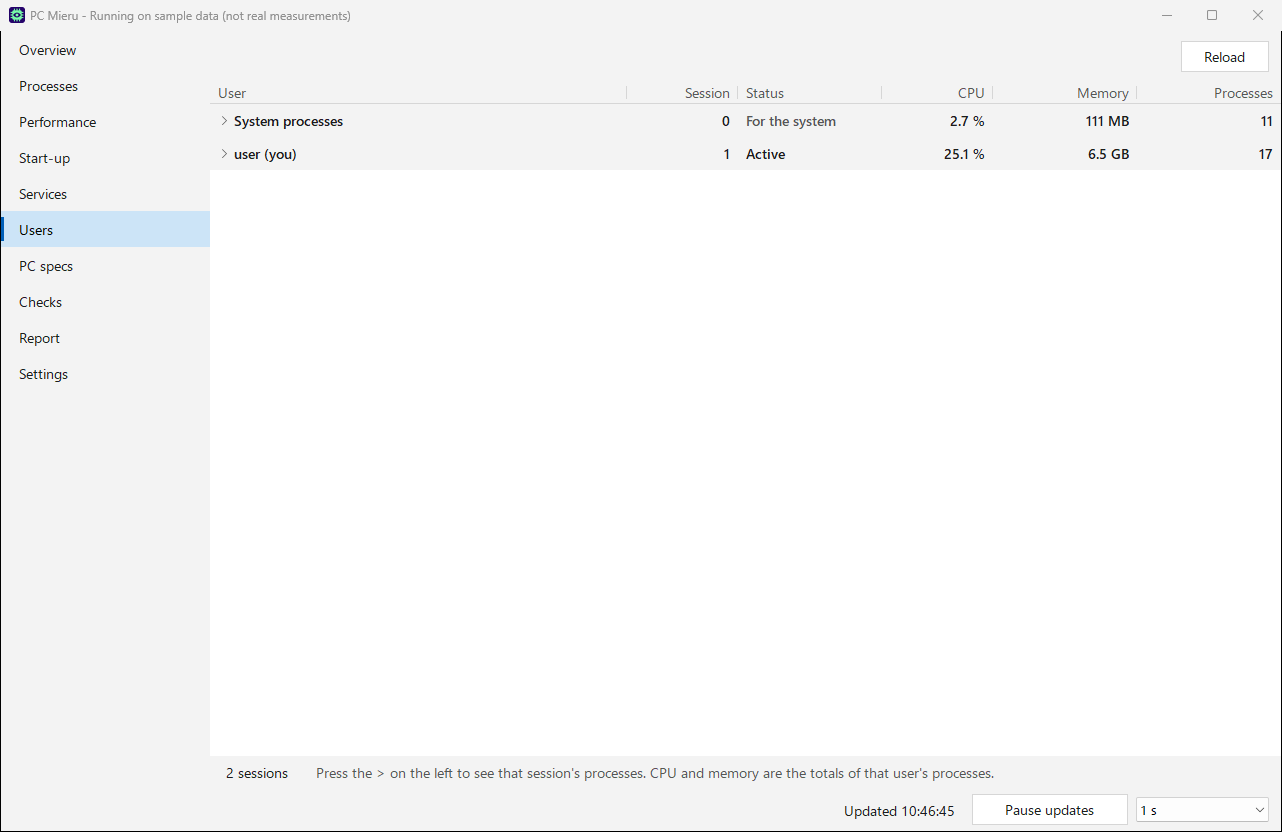 PC Mieru - Running on sample data (not real measurements)
Overview
Processes
Performance
Start-up
Services
Users
PC specs
Checks
Report
Settings
Reload
User Session Status CPU Memory Processes
System processes 0 For the system 2.7 % 111 MB 11
user (you) 1 Active 25.1 % 6.5 GB 17
2 sessions Press the > on the left to see that session's processes. CPU and memory are the totals of that user's processes.
Updated 10:46:45 Pause updates 1 s